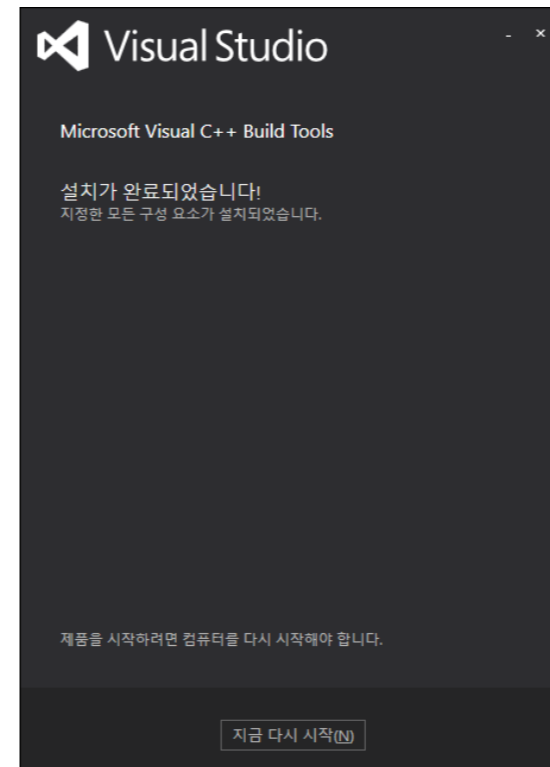 Visual Studio
Microsoft Visual C++ Build Tools
설치가 완료되었습니다!
지정한 모든 구성 요소가 설치되었습니다.
제품을 시작하려면 컴퓨터를 다시 시작해야 합니다.
지금 다시 시작(N)